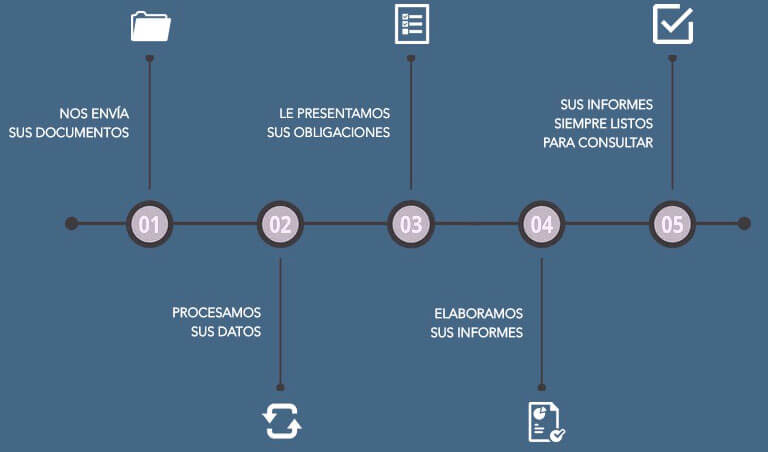 NOS ENVÍA
SUS DOCUMENTOS
LE PRESENTAMOS
SUS OBLIGACIONES
SUS INFORMES
SIEMPRE LISTOS
PARA CONSULTAR
01
02
03
04
05
PROCESAMOS
SUS DATOS
ELABORAMOS
SUS INFORMES